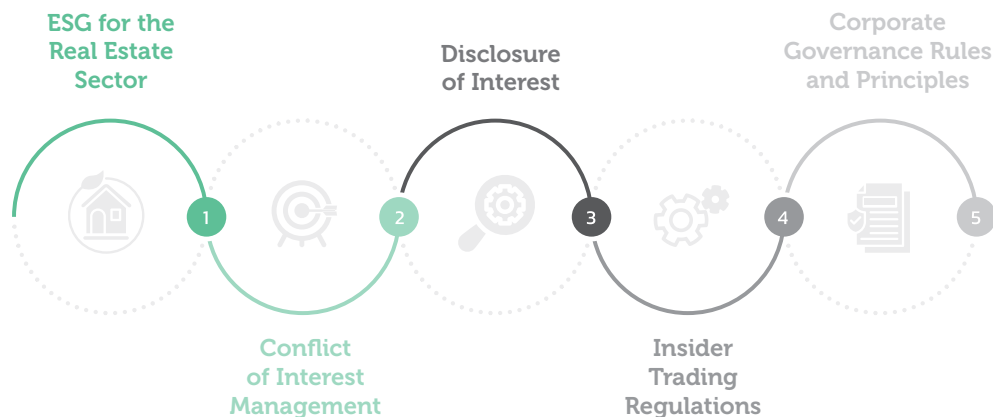 ESG for the
Real Estate
Sector
1
Conflict
of Interest
Management
2
Disclosure
of Interest
3
Insider
Trading
Regulations
4
Corporate
Governance Rules
and Principles
5